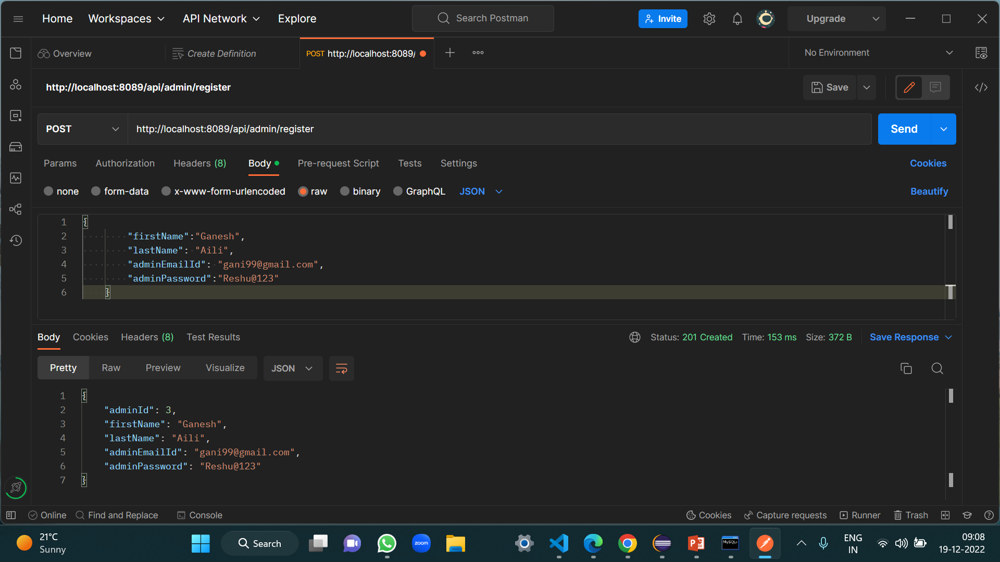 Home Workspaces API Network Explore Search Postman Invite Upgrade
Overview Create Definition POST http://localhost:8089/ No Environment
http://localhost:8089/api/admin/register Save
POST http://localhost:8089/api/admin/register Send
Params Authorization Headers (8) Body Pre-request Script Tests Settings Cookies
none form-data x-www-form-urlencoded raw binary GraphQL JSON Beautify
1 {
2 "firstName":"Ganesh",
3 "lastName": "Aili",
4 "adminEmailId": "gani99@gmail.com",
5 "adminPassword":"Reshu@123"
6 }
Body Cookies Headers (8) Test Results Status: 201 Created Time: 153 ms Size: 372 B Save Response
Pretty Raw Preview Visualize JSON
1 {
2 "adminId": 3,
3 "firstName": "Ganesh",
4 "lastName": "Aili",
5 "adminEmailId": "gani99@gmail.com",
6 "adminPassword": "Reshu@123"
7 }
Online Find and Replace Console Cookies Capture requests Runner Trash
21°C
Sunny
Search
zoom
MySQL>
ENG
IN
09:08
19-12-2022